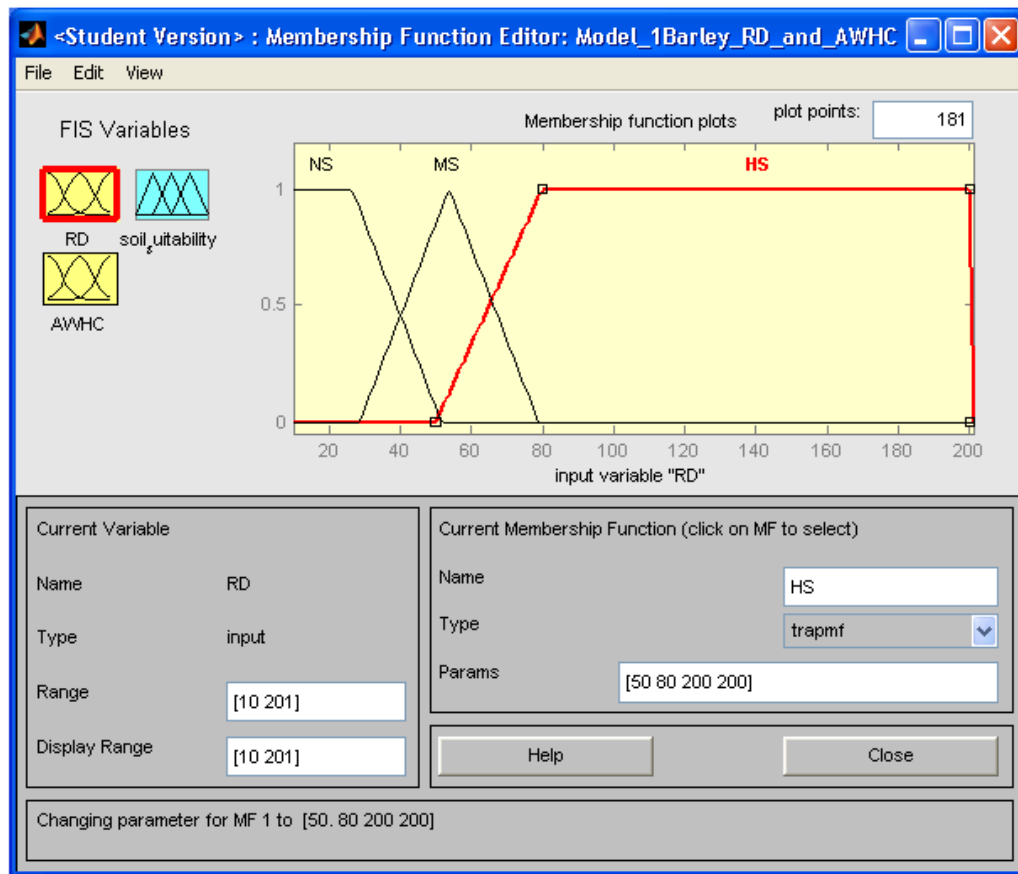 <Student Version> : Membership Function Editor: Model_1Barley_RD_and_AWHC
File Edit View
FIS Variables
Membership function plots plot points: 181
NS MS HS
1
0.5
0
20 40 60 80 100 120 140 160 180 200
input variable "RD"
RD soil_suitability
AWHC
Current Variable
Name RD
Type input
Range [10 201]
Display Range [10 201]
Current Membership Function (click on MF to select)
Name HS
Type trapmf
Params [50 80 200 200]
Help Close
Changing parameter for MF 1 to [50. 80 200 200]